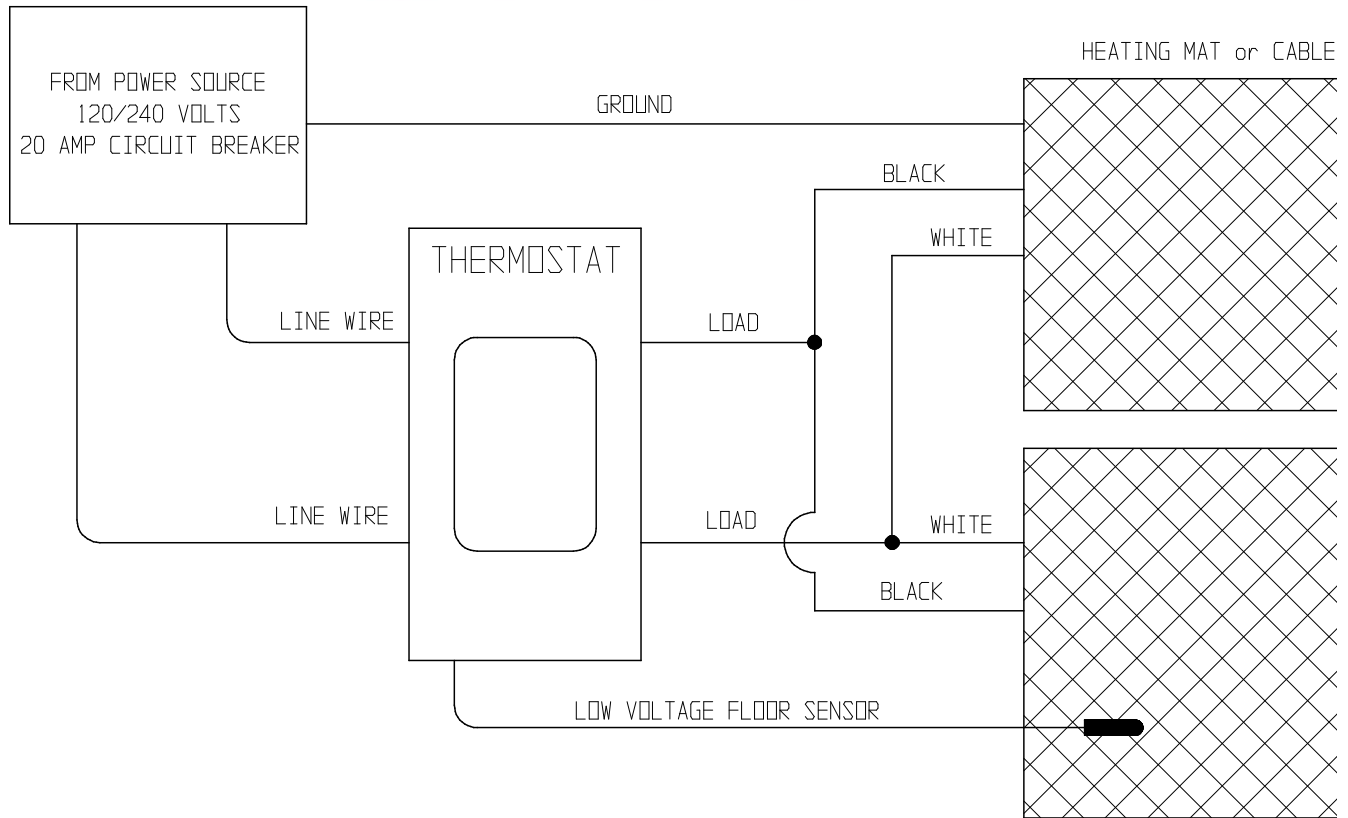 FROM POWER SOURCE
120/240 VOLTS
20 AMP CIRCUIT BREAKER
HEATING MAT or CABLE
GROUND
BLACK
WHITE
THERMOSTAT
LINE WIRE
LOAD
LINE WIRE
LOAD
WHITE
BLACK
LOW VOLTAGE FLOOR SENSOR